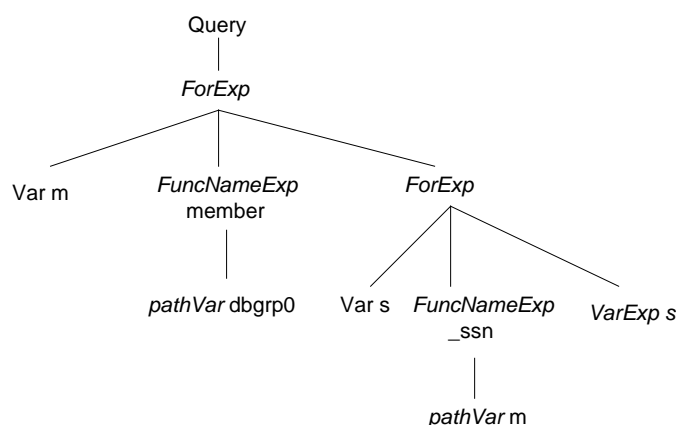 Query
ForExp
Var m
FuncNameExp
member
ForExp
pathVar dbgrp0
Var s
FuncNameExp
_ssn
VarExp s
pathVar m